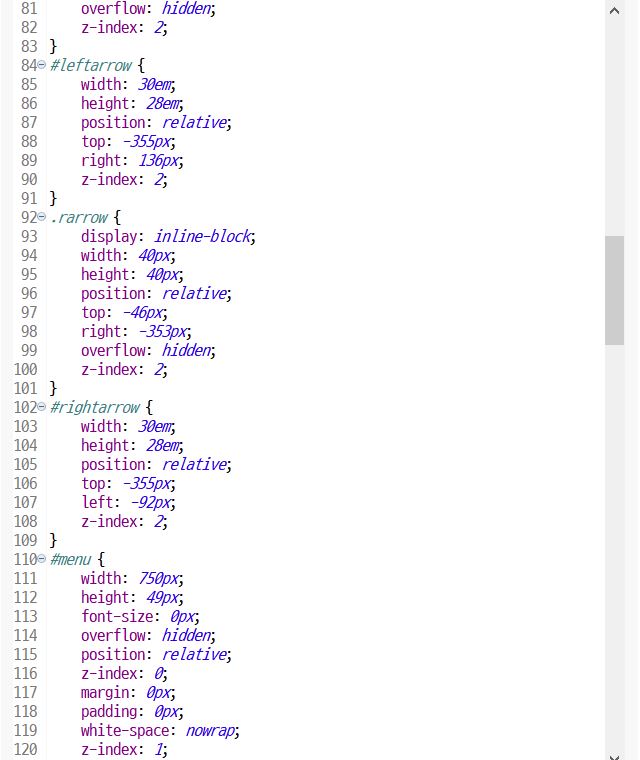 81 overflow: hidden;
82 z-index: 2;
83 }
84 #leftarrow {
85 width: 30em;
86 height: 28em;
87 position: relative;
88 top: -355px;
89 right: 136px;
90 z-index: 2;
91 }
92 .rarrow {
93 display: inline-block;
94 width: 40px;
95 height: 40px;
96 position: relative;
97 top: -46px;
98 right: -353px;
99 overflow: hidden;
100 z-index: 2;
101 }
102 #rightarrow {
103 width: 30em;
104 height: 28em;
105 position: relative;
106 top: -355px;
107 left: -92px;
108 z-index: 2;
109 }
110 #menu {
111 width: 750px;
112 height: 49px;
113 font-size: 0px;
114 overflow: hidden;
115 position: relative;
116 z-index: 0;
117 margin: 0px;
118 padding: 0px;
119 white-space: nowrap;
120 z-index: 1;